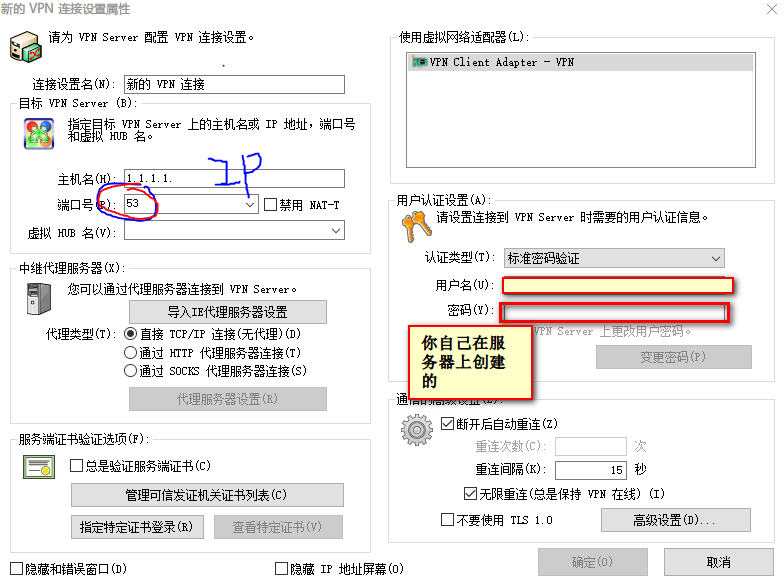 新的 VPN 连接设置属性
请为 VPN Server 配置 VPN 连接设置。
连接设置名(N):
新的 VPN 连接
目标 VPN Server (B):
指定目标 VPN Server 上的主机名或 IP 地址，端口号
和虚拟 HUB 名。
IP
主机名(H):
1.1.1.1.
端口号(P):
53
禁用 NAT-T
虚拟 HUB 名(V):
中继代理服务器(X):
您可以通过代理服务器连接到 VPN Server。
导入IE代理服务器设置
代理类型(T):
直接 TCP/IP 连接(无代理)(D)
通过 HTTP 代理服务器连接(T)
通过 SOCKS 代理服务器连接(S)
代理服务器设置(R)
服务端证书验证选项(F):
总是验证服务端证书(C)
管理可信发证机关证书列表(C)
指定特定证书登录(R)
查看特定证书(V)
隐藏和错误窗口(D)
使用虚拟网络适配器(L):
VPN Client Adapter - VPN
用户认证设置(A):
请设置连接到 VPN Server 时需要的用户认证信息。
认证类型(T):
标准密码验证
用户名(U):
密码(Y):
VPN Server 上更改用户密码。
你自己在服
务器上创建
的
变更密码(P)
通信的高级设置(Z):
断开后自动重连(Z)
重连次数(C):
次
重连间隔(K):
15
秒
无限重连(总是保持 VPN 在线) (I)
不要使用 TLS 1.0
高级设置(D)...
隐藏 IP 地址屏幕(O)
确定(O)
取消